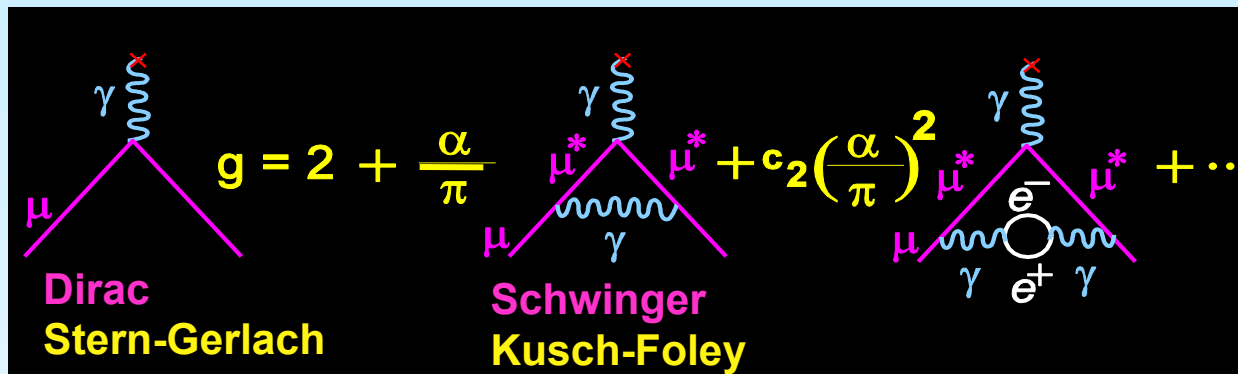 γ γ γ
g = 2 + α/π μ* μ* + c₂(α/π)² μ* μ* + ··
μ μ γ μ e⁻ γ γ e⁺
Dirac Schwinger
Stern-Gerlach Kusch-Foley